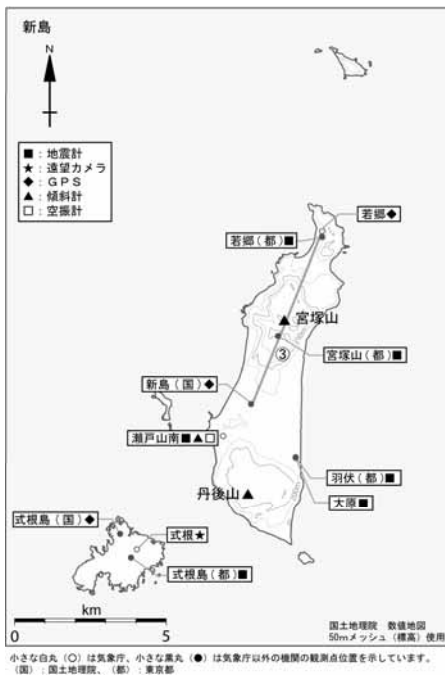 新島
N
■：地震計
★：遠望カメラ
◆：GPS
▲：傾斜計
□：空振計
若郷◆
若郷（都）■
宮塚山
宮塚山（都）■
③
新島（国）◆
瀬戸山南■▲□
羽伏（都）■
丹後山
大原■
式根島（国）◆
式根★
式根島（都）■
km
0 5
国土地理院 数値地図
50mメッシュ（標高）使用
小さな白丸（○）は気象庁、小さな黒丸（●）は気象庁以外の機関の観測点位置を示しています。
（国）：国土地理院、（都）：東京都